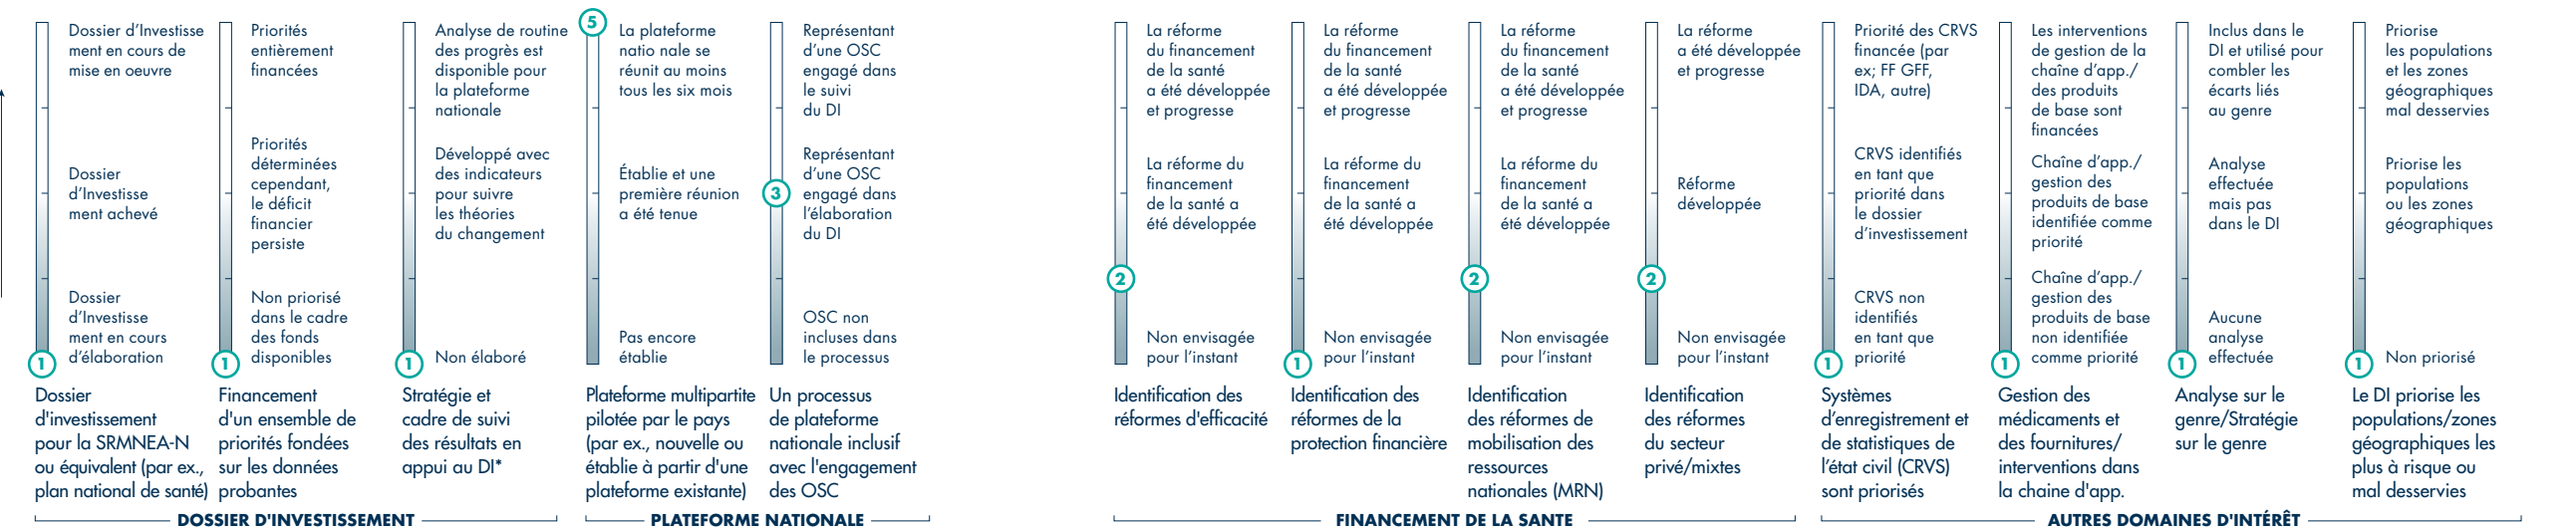 Dossier d’Investisse
ment en cours de
mise en oeuvre
Dossier
d’Investisse
ment achevé
Dossier
d’Investisse
ment en cours
d’élaboration
1
Dossier
d'investissement
pour la SRMNEA-N
ou équivalent (par ex.,
plan national de santé)
Priorités
entièrement
financées
Priorités
déterminées
cependant,
le déficit
financier
persiste
Non priorisé
dans le cadre
des fonds
disponibles
1
Financement
d'un ensemble de
priorités fondées
sur les données
probantes
Analyse de routine
des progrès est
disponible pour
la plateforme
nationale
Développé avec
des indicateurs
pour suivre
les théories
du changement
Non élaboré
1
Stratégie et
cadre de suivi
des résultats en
appui au DI*
DOSSIER D'INVESTISSEMENT
5
La plateforme
natio nale se
réunit au moins
tous les six mois
Établie et une
première réunion
a été tenue
Pas encore
établie
Plateforme multipartite
pilotée par le pays
(par ex., nouvelle ou
établie à partir d'une
plateforme existante)
Représentant
d’une OSC
engagé dans
le suivi
du DI
3
Représentant
d’une OSC
engagé dans
l’élaboration
du DI
OSC non
incluses dans
le processus
Un processus
de plateforme
nationale inclusif
avec l'engagement
des OSC
PLATEFORME NATIONALE
La réforme
du financement
de la santé
a été développée
et progresse
La réforme du
financement
de la santé a
été développée
2
Non envisagée
pour l’instant
Identification des
réformes d'efficacité
La réforme
du financement
de la santé
a été développée
et progresse
La réforme du
financement
de la santé a
été développée
Non envisagée
pour l’instant
1
Identification des
réformes de la
protection financière
La réforme
du financement
de la santé
a été développée
et progresse
La réforme du
financement
de la santé a
été développée
2
Non envisagée
pour l’instant
Identification
des réformes de
mobilisation des
ressources
nationales (MRN)
La réforme
a été développée
et progresse
Réforme
développée
2
Non envisagée
pour l’instant
Identification
des réformes
du secteur
privé/mixtes
FINANCEMENT DE LA SANTE
Priorité des CRVS
financée (par
ex; FF GFF,
IDA, autre)
CRVS identifiés
en tant que
priorité dans
le dossier
d’investissement
CRVS non
identifiés
en tant que
priorité
1
Systèmes
d’enregistrement et
de statistiques de
l’état civil (CRVS)
sont priorisés
Les interventions
de gestion de la
chaîne d’app./
des produits
de base sont
financées
Chaîne d’app./
gestion des
produits de base
identifiée comme
priorité
Chaîne d’app./
gestion des
produits de base
non identifiée
comme priorité
1
Gestion des
médicaments et
des fournitures/
interventions dans
la chaine d'app.
Inclus dans le
DI et utilisé pour
combler les
écarts liés
au genre
Analyse
effectuée
mais pas
dans le DI
Aucune
analyse
effectuée
1
Analyse sur le
genre/Stratégie
sur le genre
Priorise
les populations
et les zones
géographiques
mal desservies
Priorise les
populations
ou les zones
géographiques
Non priorisé
1
Le DI priorise les
populations/zones
géographiques les
plus à risque ou
mal desservies
AUTRES DOMAINES D'INTÉRÊT